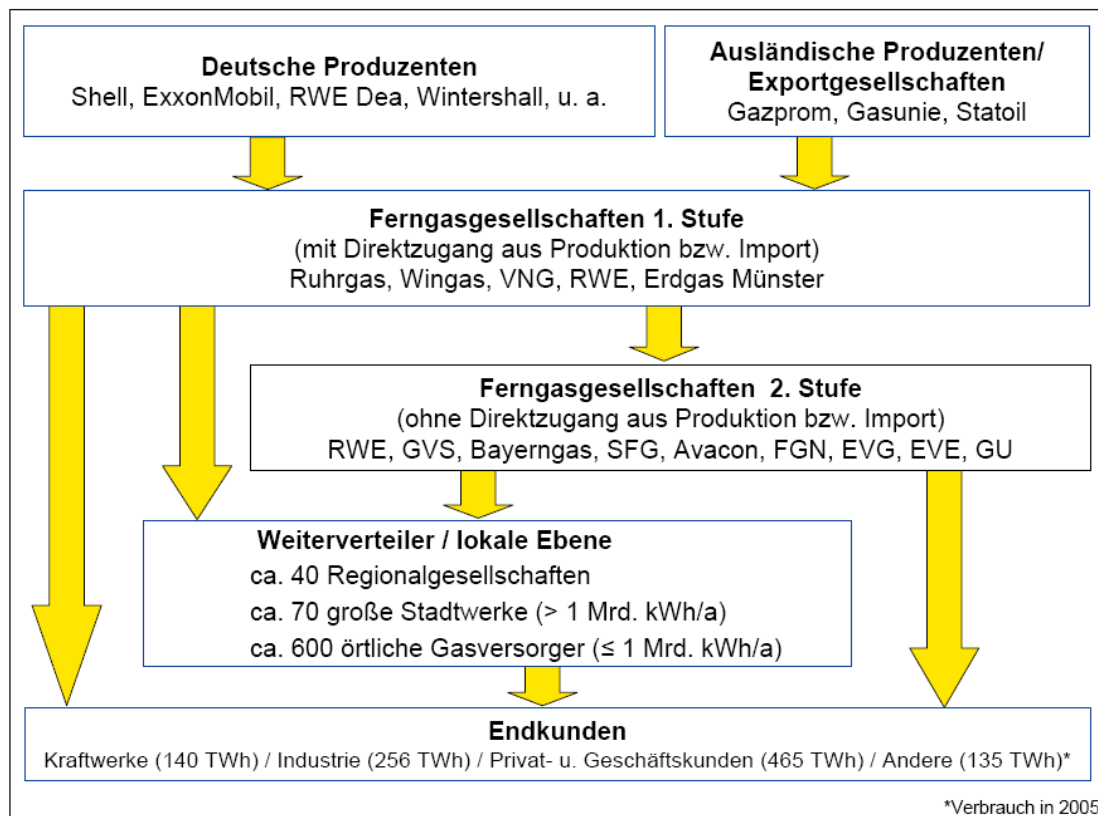 Deutsche Produzenten
Shell, ExxonMobil, RWE Dea, Wintershall, u. a.
Ausländische Produzenten/
Exportgesellschaften
Gazprom, Gasunie, Statoil
Ferngasgesellschaften 1. Stufe
(mit Direktzugang aus Produktion bzw. Import)
Ruhrgas, Wingas, VNG, RWE, Erdgas Münster
Ferngasgesellschaften 2. Stufe
(ohne Direktzugang aus Produktion bzw. Import)
RWE, GVS, Bayerngas, SFG, Avacon, FGN, EVG, EVE, GU
Weiterverteiler / lokale Ebene
ca. 40 Regionalgesellschaften
ca. 70 große Stadtwerke (> 1 Mrd. kWh/a)
ca. 600 örtliche Gasversorger (≤ 1 Mrd. kWh/a)
Endkunden
Kraftwerke (140 TWh) / Industrie (256 TWh) / Privat- u. Geschäftskunden (465 TWh) / Andere (135 TWh)*
*Verbrauch in 2005